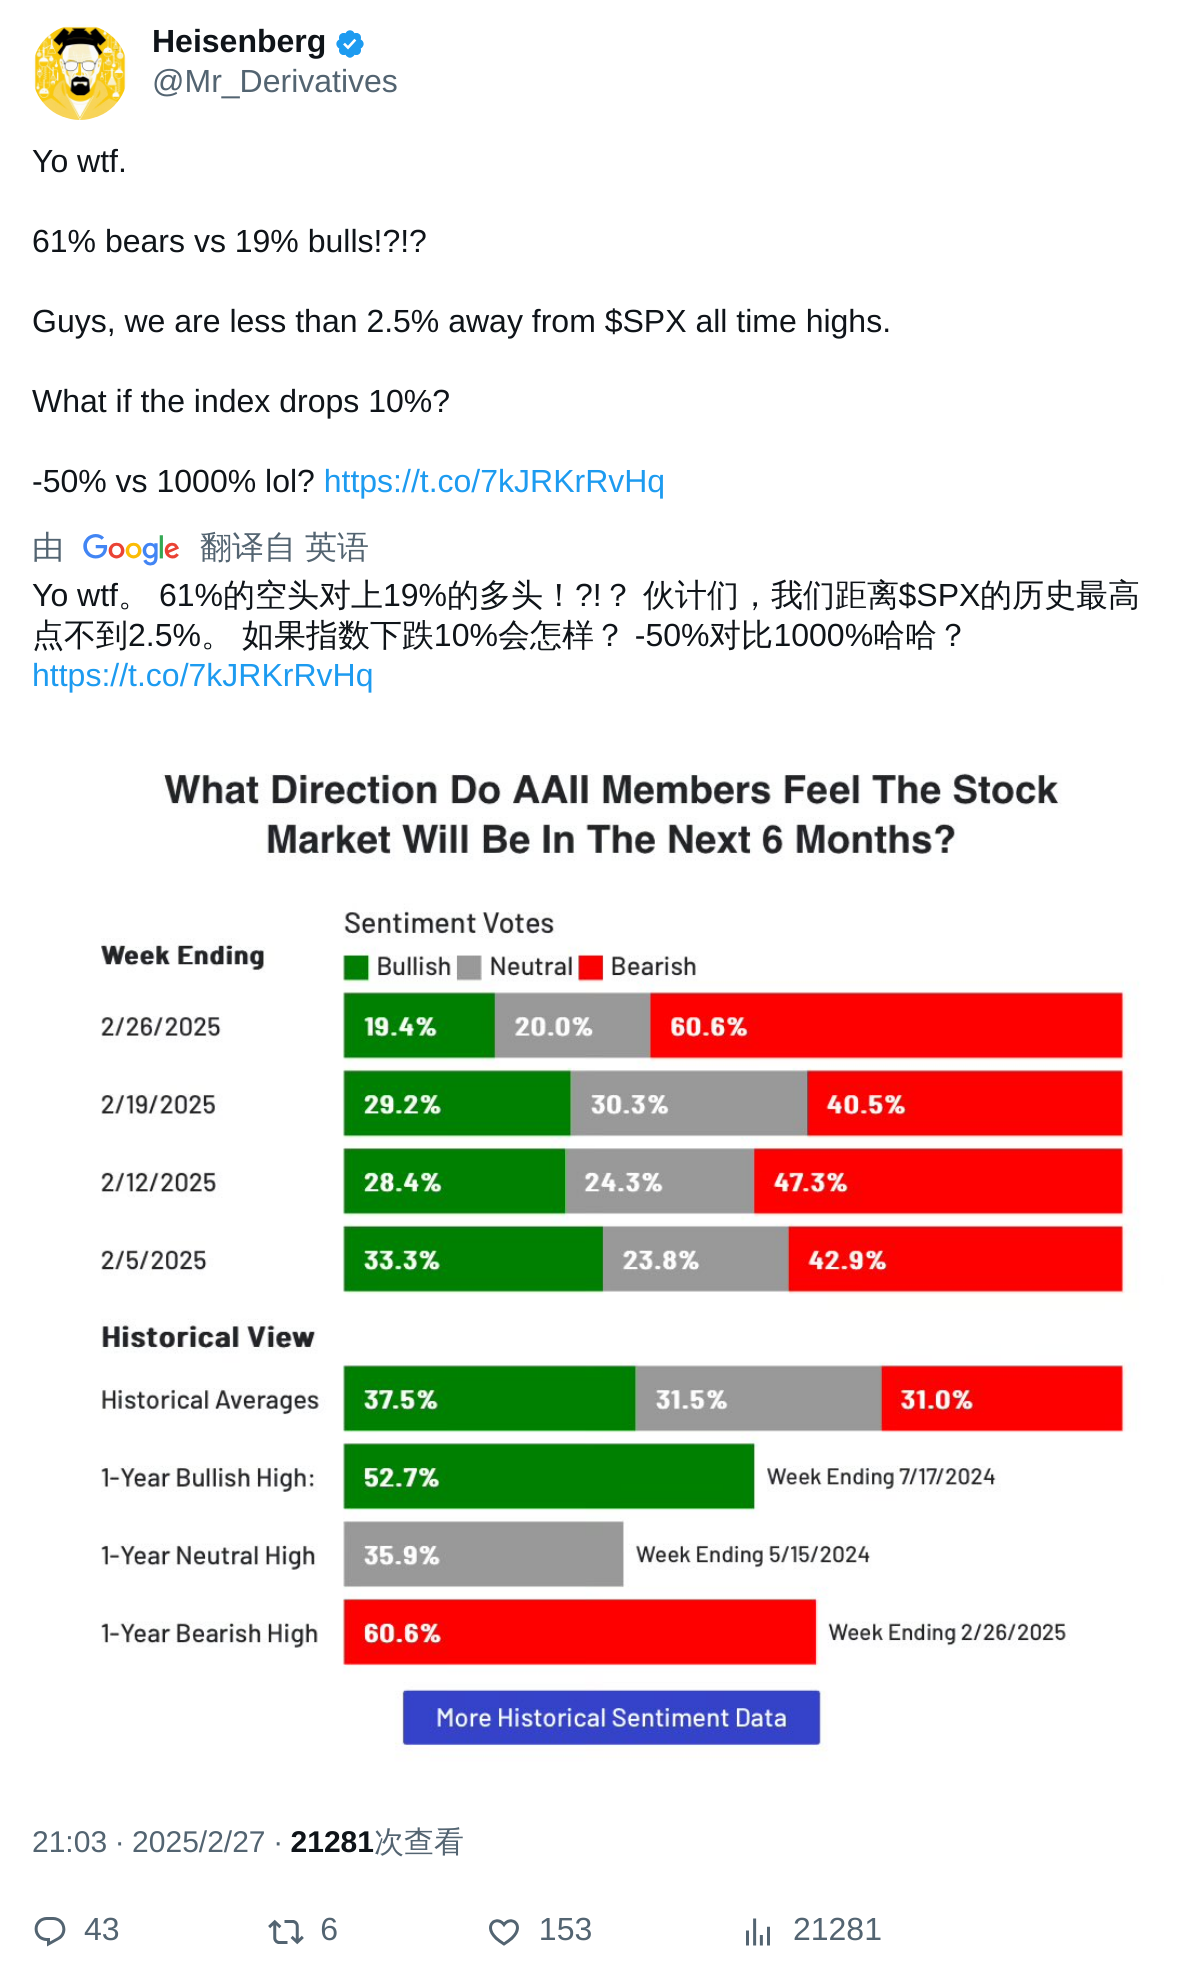 Heisenberg
@Mr_Derivatives
Yo wtf.
61% bears vs 19% bulls!?!?
Guys, we are less than 2.5% away from $SPX all time highs.
What if the index drops 10%?
-50% vs 1000% lol? https://t.co/7kJRKrRvHq
由 Google 翻译自 英语
Yo wtf。 61%的空头对上19%的多头！?!？ 伙计们，我们距离$SPX的历史最高
点不到2.5%。 如果指数下跌10%会怎样？ -50%对比1000%哈哈？
https://t.co/7kJRKrRvHq
What Direction Do AAII Members Feel The Stock
Market Will Be In The Next 6 Months?
Sentiment Votes
Week Ending
Bullish Neutral Bearish
2/26/2025 19.4% 20.0% 60.6%
2/19/2025 29.2% 30.3% 40.5%
2/12/2025 28.4% 24.3% 47.3%
2/5/2025 33.3% 23.8% 42.9%
Historical View
Historical Averages 37.5% 31.5% 31.0%
1-Year Bullish High: 52.7% Week Ending 7/17/2024
1-Year Neutral High 35.9% Week Ending 5/15/2024
1-Year Bearish High 60.6% Week Ending 2/26/2025
More Historical Sentiment Data
21:03 · 2025/2/27 · 21281次查看
43 6 153 21281